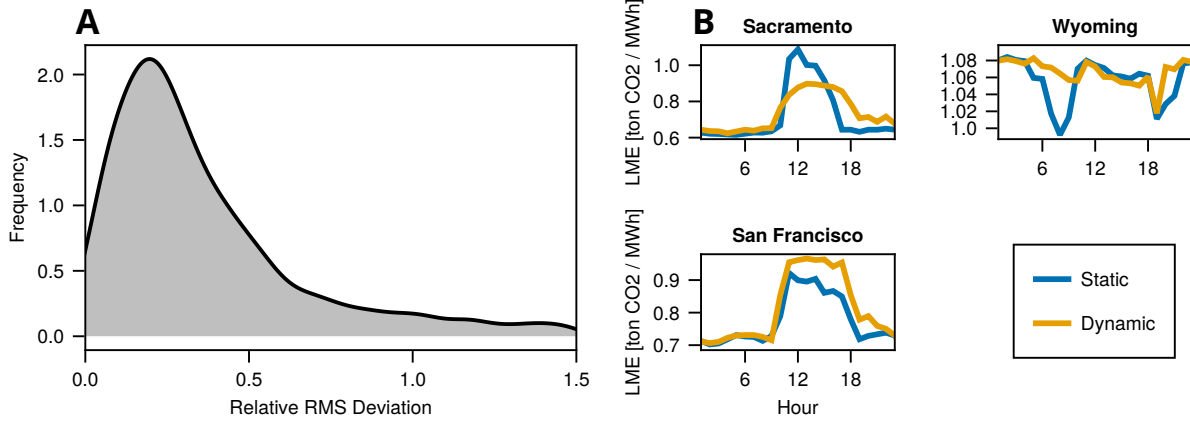 A
Frequency
2.0
1.5
1.0
0.5
0.0
0.0 0.5 1.0 1.5
Relative RMS Deviation
B
Sacramento
LME [ton CO2 / MWh]
1.0
0.8
0.6
6 12 18
Wyoming
1.08
1.06
1.04
1.02
1.0
6 12 18
San Francisco
LME [ton CO2 / MWh]
0.9
0.8
0.7
6 12 18
Hour
Static
Dynamic